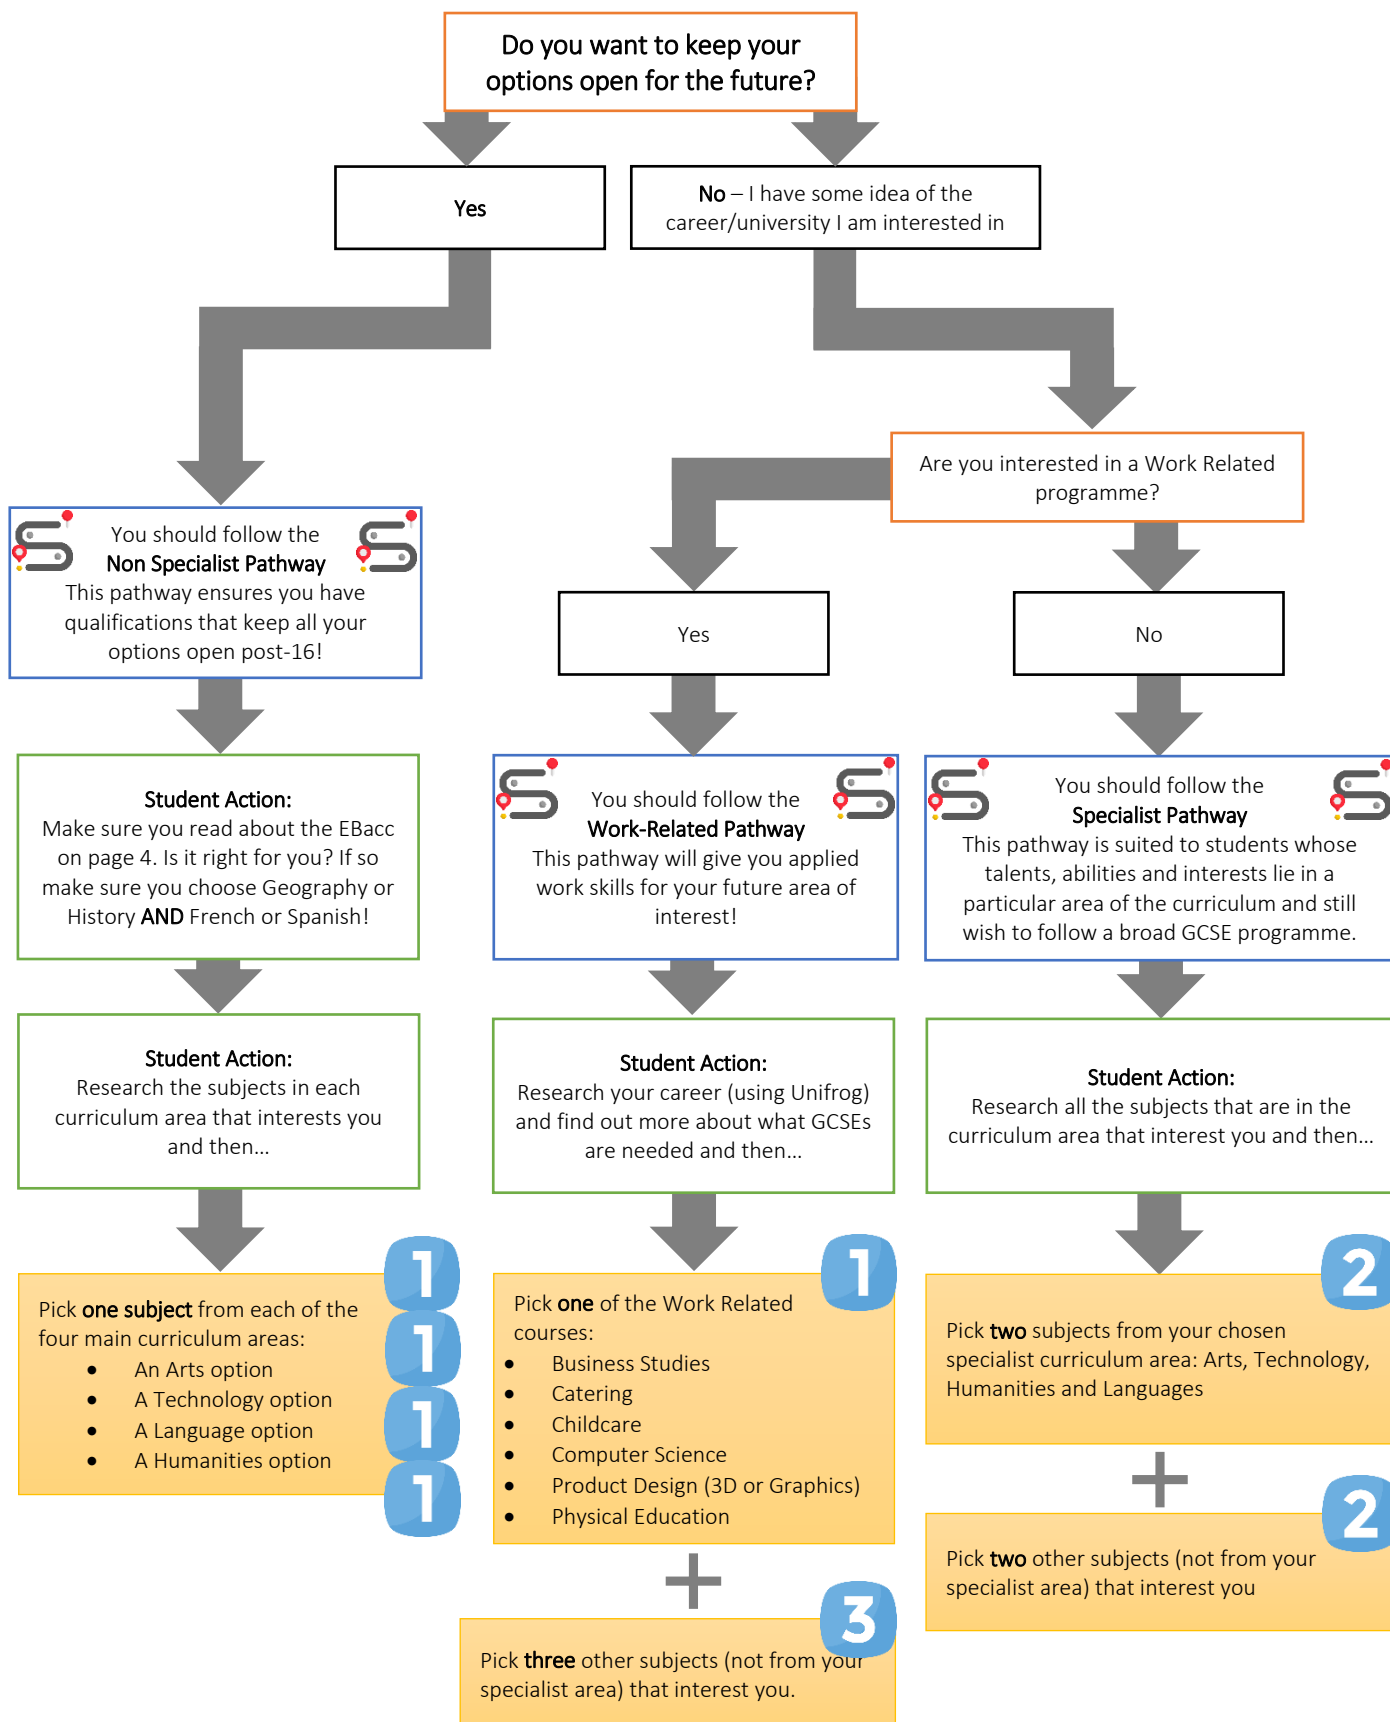 Do you want to keep your
options open for the future?
Yes
No – I have some idea of the
career/university I am interested in
Are you interested in a Work Related
programme?
You should follow the
Non Specialist Pathway
This pathway ensures you have
qualifications that keep all your
options open post-16!
Yes
No
Student Action:
Make sure you read about the EBacc
on page 4. Is it right for you? If so
make sure you choose Geography or
History AND French or Spanish!
You should follow the
Work-Related Pathway
This pathway will give you applied
work skills for your future area of
interest!
You should follow the
Specialist Pathway
This pathway is suited to students whose
talents, abilities and interests lie in a
particular area of the curriculum and still
wish to follow a broad GCSE programme.
Student Action:
Research the subjects in each
curriculum area that interests you
and then…
Student Action:
Research your career (using Unifrog)
and find out more about what GCSEs
are needed and then…
Student Action:
Research all the subjects that are in the
curriculum area that interest you and then…
Pick one subject from each of the
four main curriculum areas:
• An Arts option
• A Technology option
• A Language option
• A Humanities option
1
1
1
1
Pick one of the Work Related
courses:
• Business Studies
• Catering
• Childcare
• Computer Science
• Product Design (3D or Graphics)
• Physical Education
1
+
Pick three other subjects (not from your
specialist area) that interest you.
3
Pick two subjects from your chosen
specialist curriculum area: Arts, Technology,
Humanities and Languages
2
+
Pick two other subjects (not from your
specialist area) that interest you
2